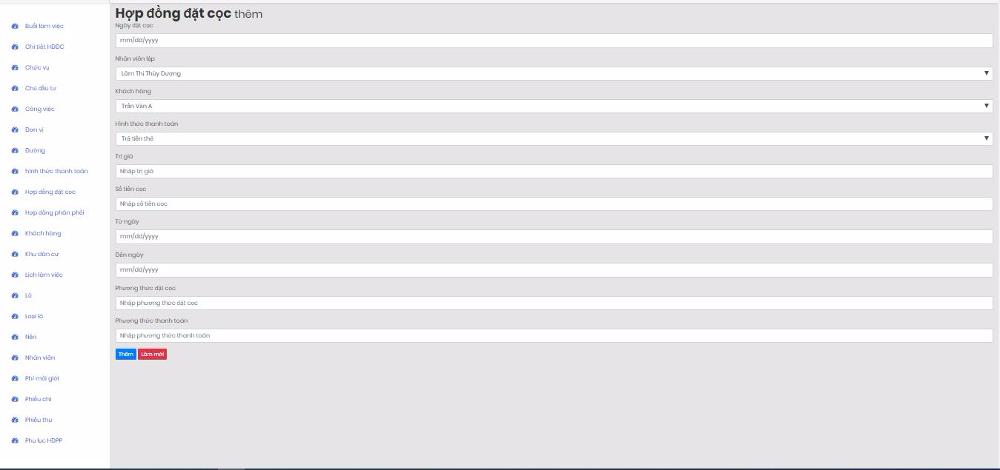 Buổi làm việc
Chi tiết HĐĐC
Chức vụ
Chủ đầu tư
Công việc
Đơn vị
Đường
hình thức thanh toán
Hợp đồng đặt cọc
Hợp đồng phân phối
Khách hàng
Khu dân cư
Lịch làm việc
Lô
Loại lô
Nền
Nhân viên
Phí môi giới
Phiếu chi
Phiếu thu
Phụ lục HĐPP
Hợp đồng đặt cọc thêm
Ngày đặt cọc
mm/dd/yyyy
Nhân viên lập
Lâm Thị Thùy Dương
Khách hàng
Trần Văn A
Hình thức thanh toán
Trả tiền thẻ
Trị giá
Nhập trị giá
Số tiền cọc
Nhập số tiền cọc
Từ ngày
mm/dd/yyyy
Đến ngày
mm/dd/yyyy
Phương thức đặt cọc
Nhập phương thức đặt cọc
Phương thức thanh toán
Nhập phương thức thanh toán
Thêm Làm mới